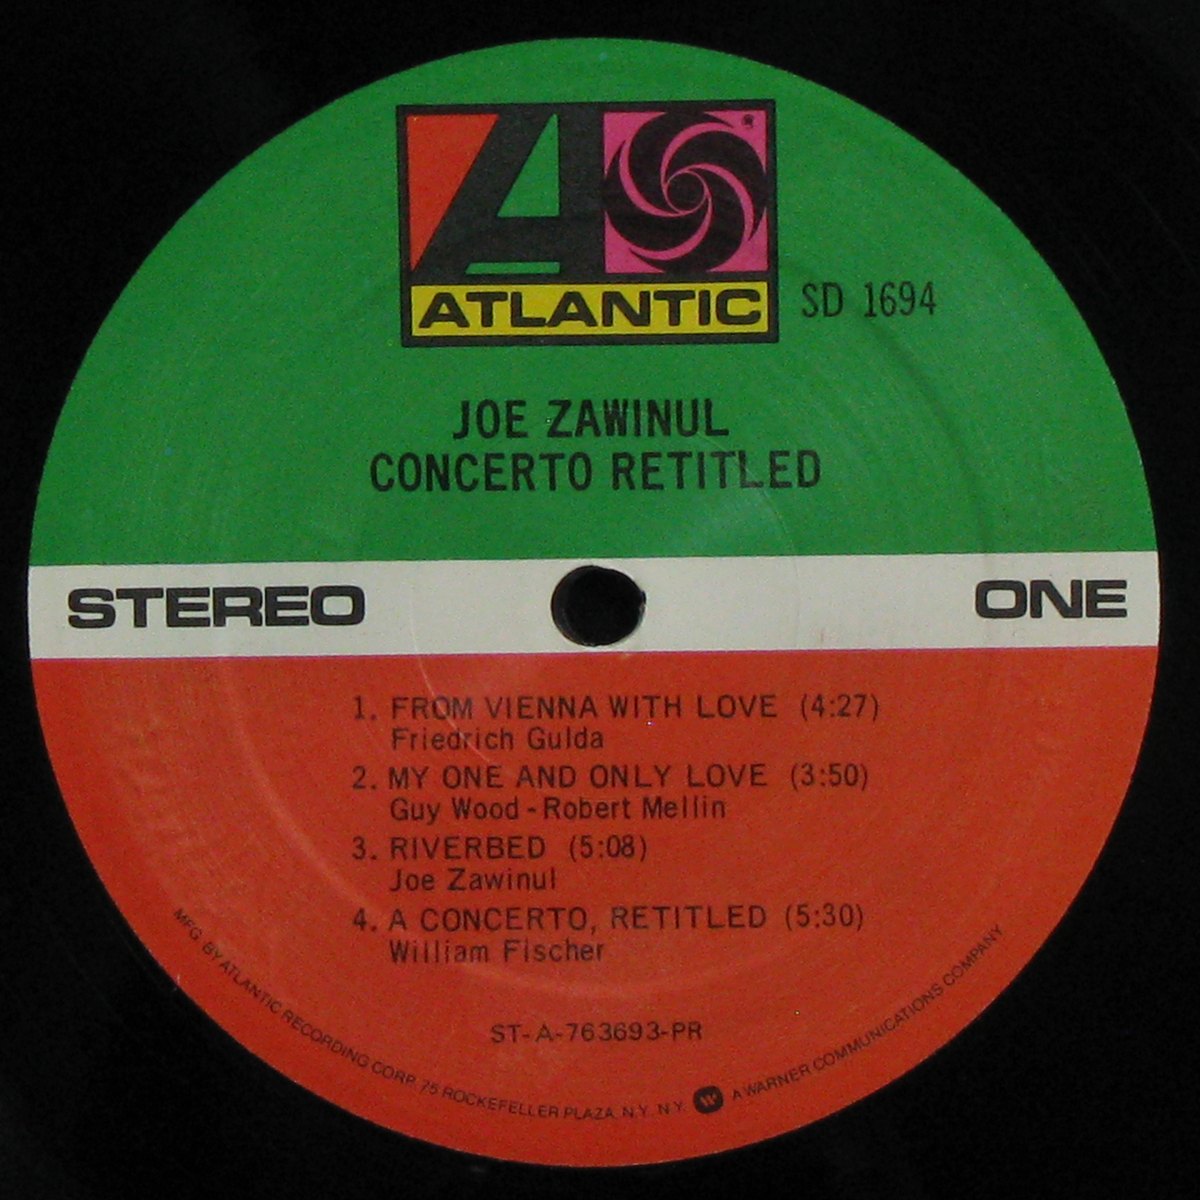 ATLANTIC
SD 1694
JOE ZAWINUL
CONCERTO RETITLED
STEREO
ONE
1. FROM VIENNA WITH LOVE (4:27)
Friedrich Gulda
2. MY ONE AND ONLY LOVE (3:50)
Guy Wood - Robert Mellin
3. RIVERBED (5:08)
Joe Zawinul
4. A CONCERTO, RETITLED (5:30)
William Fischer
ST-A-763693-PR
MFG. BY ATLANTIC RECORDING CORP. 75 ROCKEFELLER PLAZA, N.Y. N.Y. A WARNER COMMUNICATIONS COMPANY